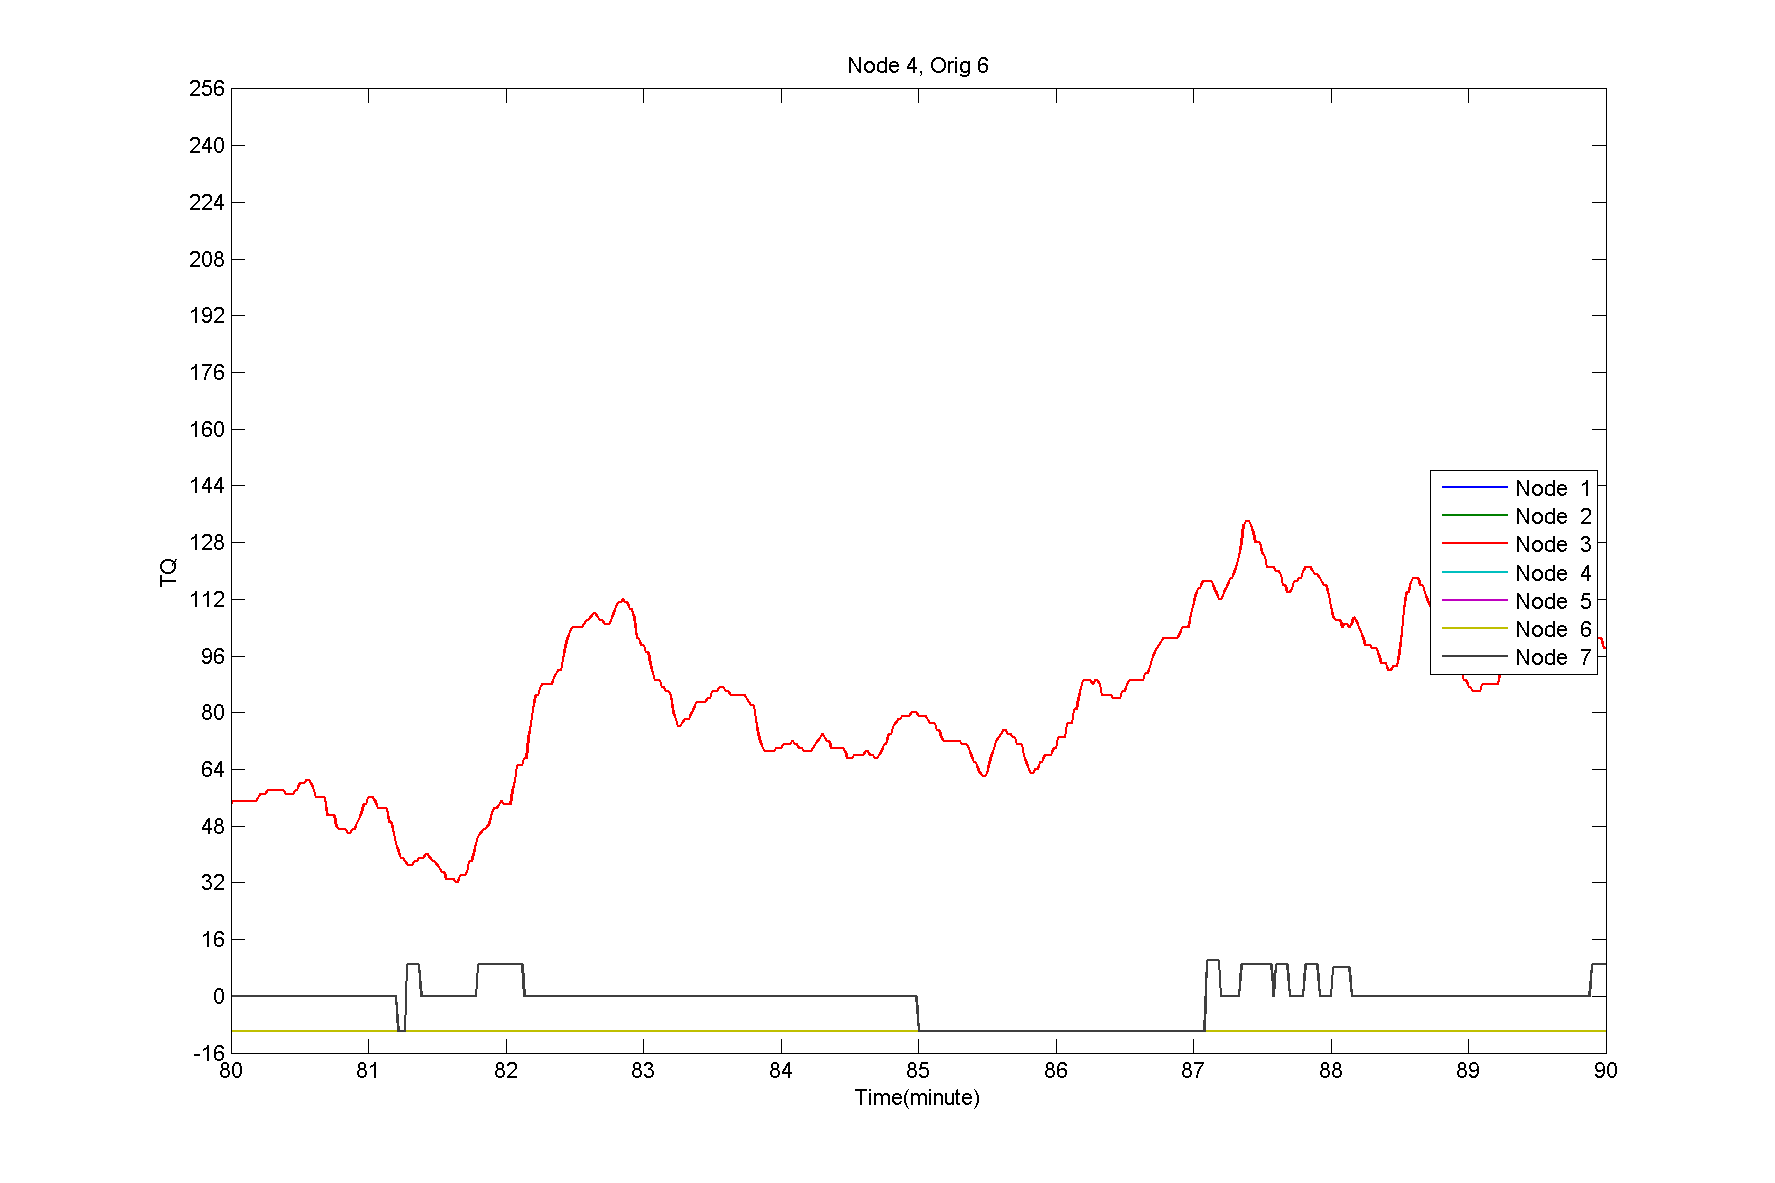 Node 4, Orig 6
256
240
224
208
192
176
160
144
128
112
96
80
64
48
32
16
0
-16
TQ
Node 1
Node 2
Node 3
Node 4
Node 5
Node 6
Node 7
80 81 82 83 84 85 86 87 88 89 90
Time(minute)